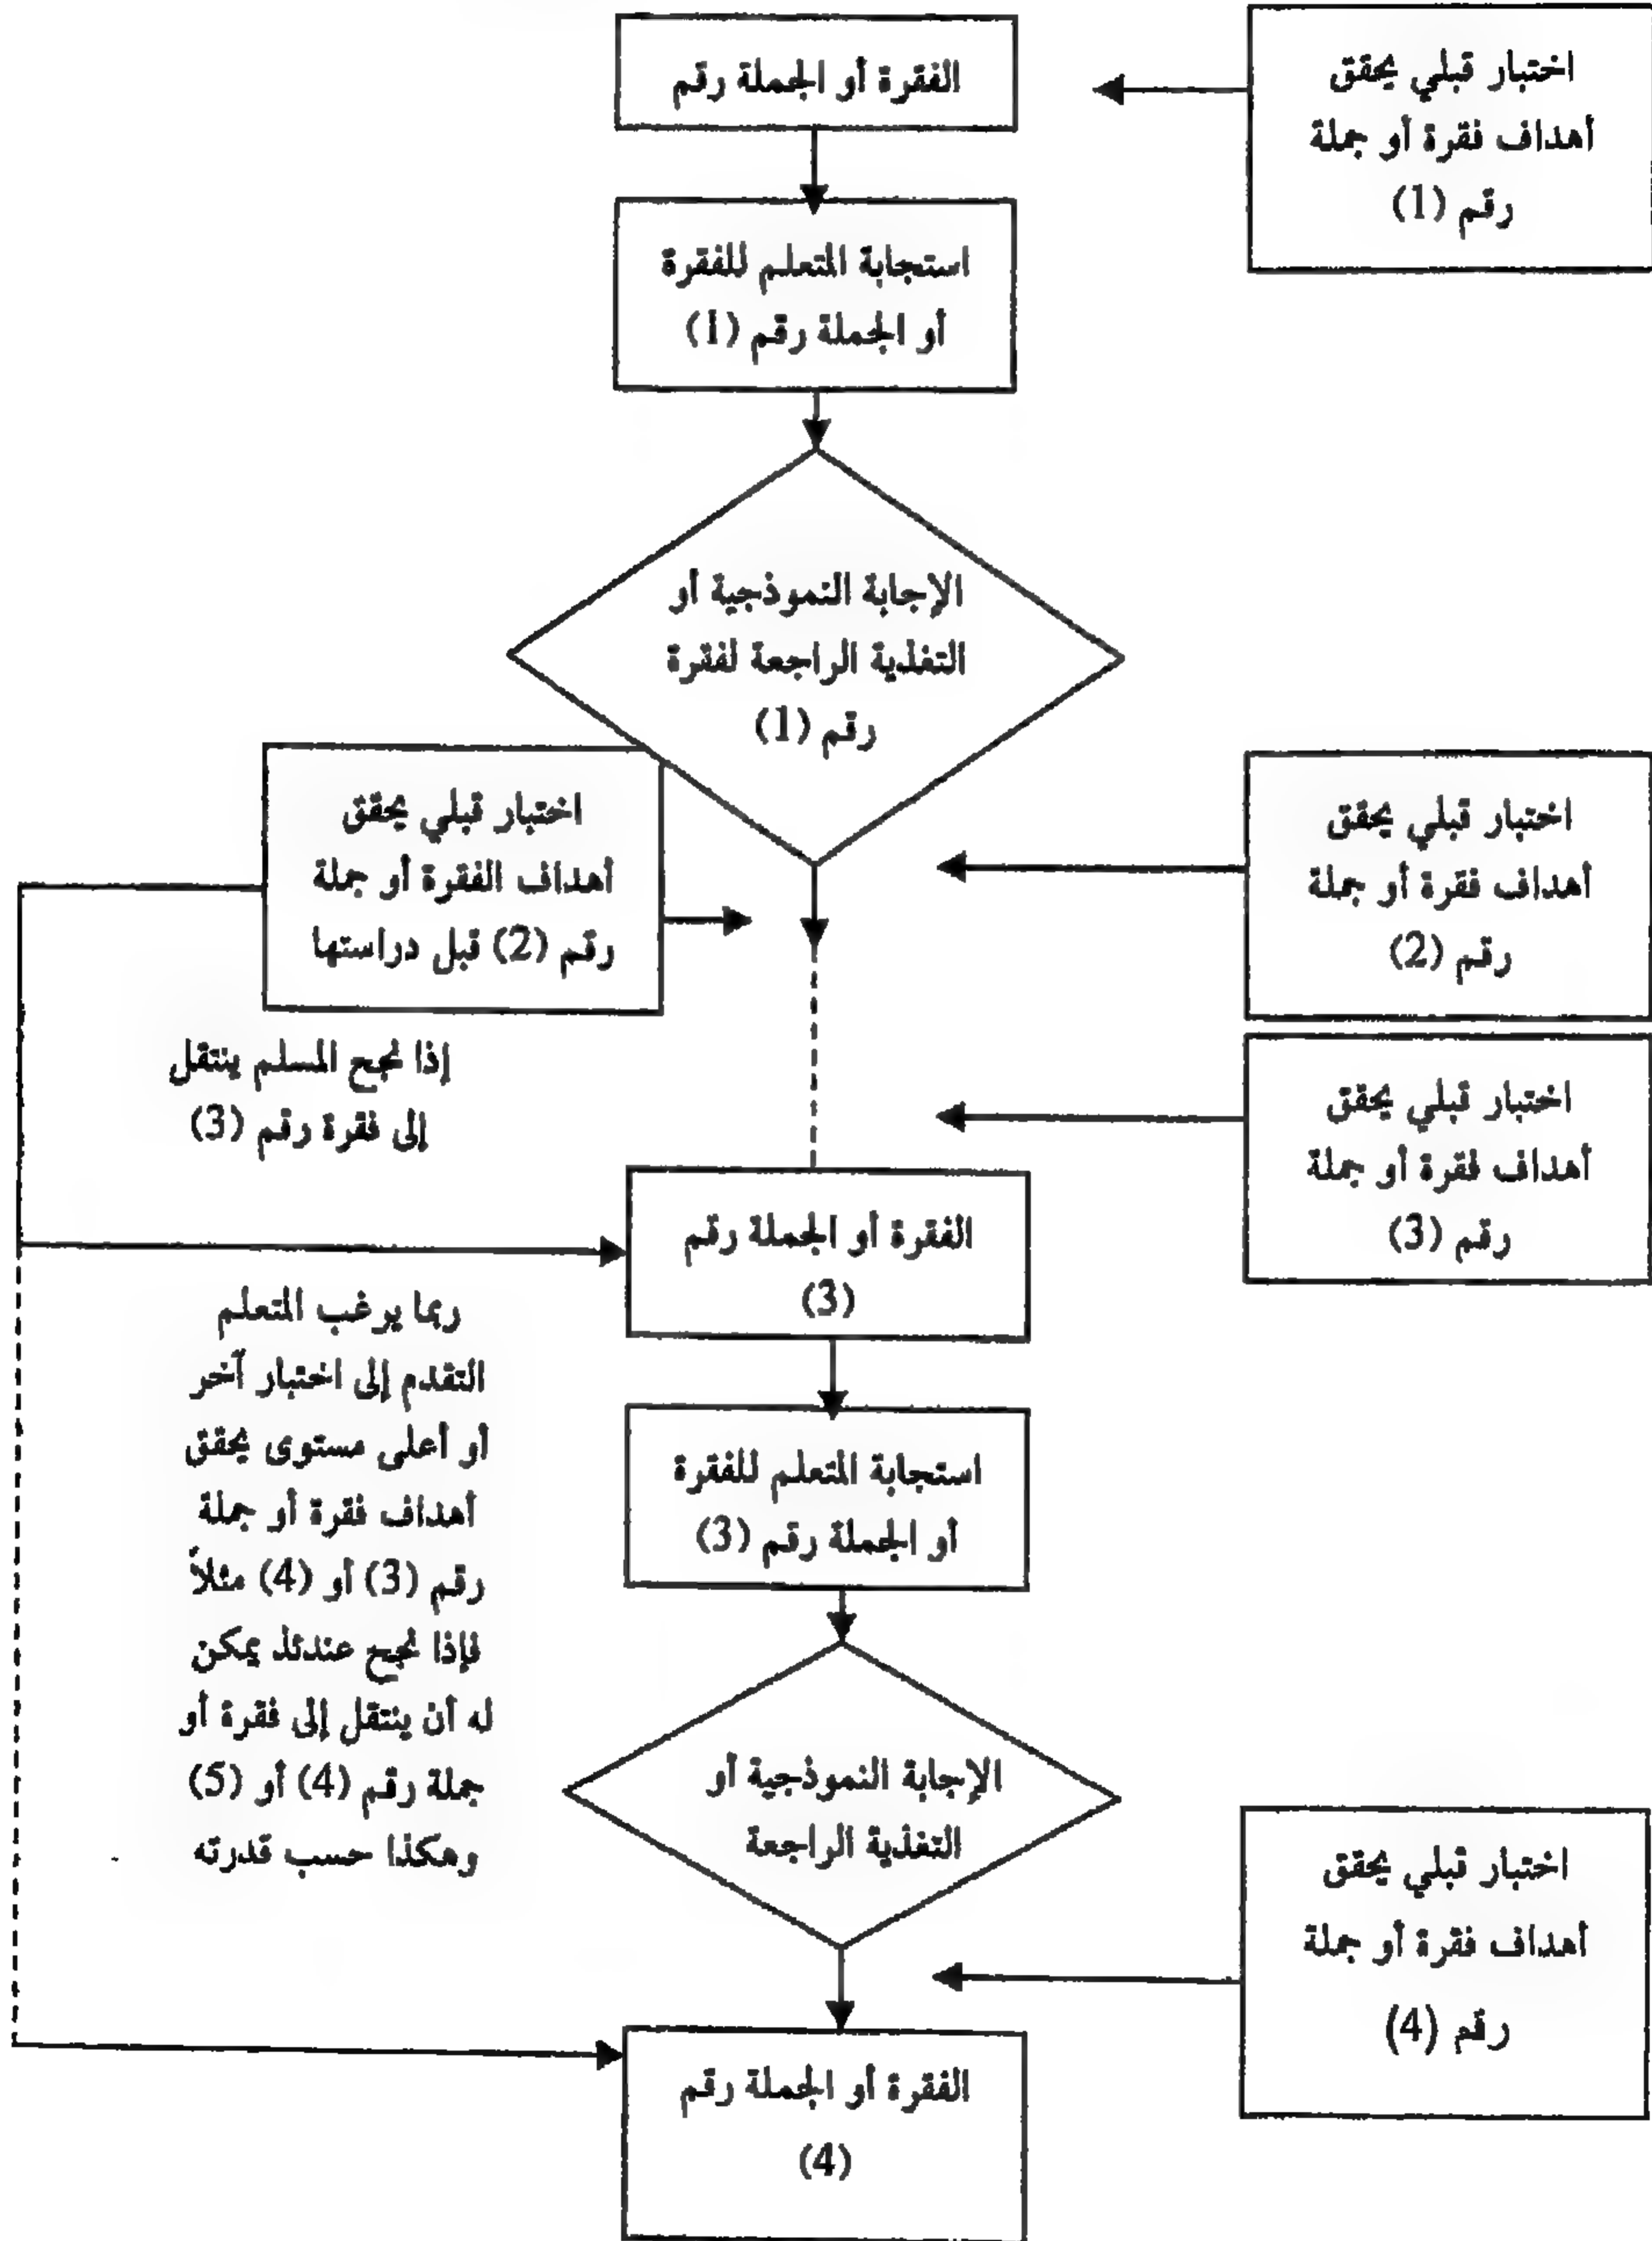 اختبار قبلي يحقق
أهداف فقرة أو جملة
رقم (1)
الفقرة أو الجملة رقم
استجابة المتعلم للفقرة
أو الجملة رقم (1)
الإجابة النموذجية أو
التغذية الراجعة لفقرة
رقم (1)
اختبار قبلي يحقق
أهداف فقرة أو جملة
رقم (2)
اختبار قبلي يحقق
أهداف الفقرة أو جملة
رقم (2) قبل دراستها
إذا نجح المسلم ينتقل
إلى فقرة رقم (3)
اختبار قبلي يحقق
أهداف فقرة أو جملة
رقم (3)
الفقرة أو الجملة رقم
(3)
ربما يرغب المتعلم
التقدم إلى اختبار آخر
أو أعلى مستوى يحقق
أهداف فقرة أو جملة
رقم (3) أو (4) مثلاً
فإذا نجح عندئذ يمكن
له أن ينتقل إلى فقرة أو
جملة رقم (4) أو (5)
وهكذا حسب قدرته
استجابة المتعلم للفقرة
أو الجملة رقم (3)
الإجابة النموذجية أو
التغذية الراجعة
اختبار قبلي يحقق
أهداف فقرة أو جملة
رقم (4)
الفقرة أو الجملة رقم
(4)